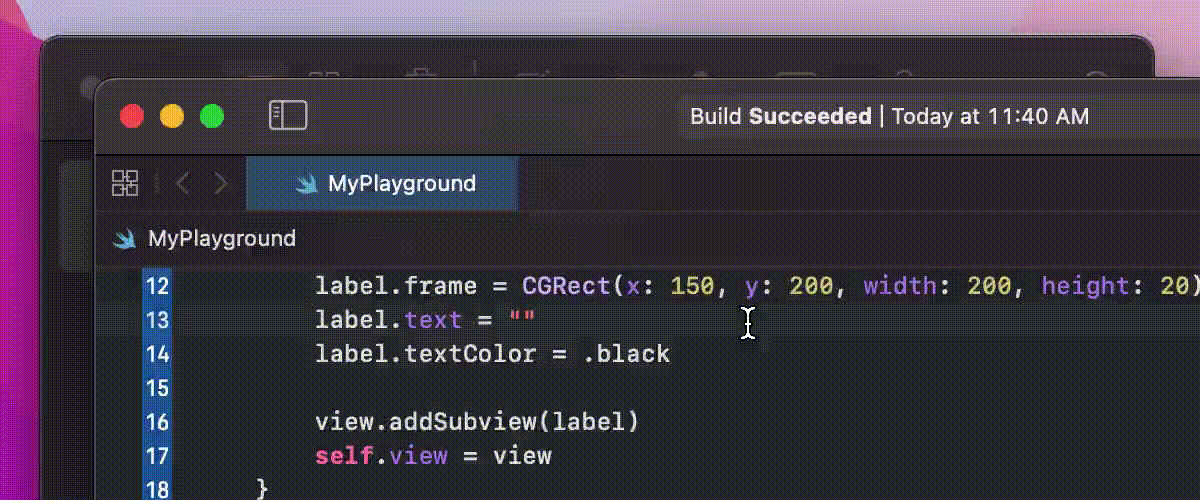 Build Succeeded | Today at 11:40 AM
MyPlayground
MyPlayground
12 label.frame = CGRect(x: 150, y: 200, width: 200, height: 20)
13 label.text = ""
14 label.textColor = .black
15
16 view.addSubview(label)
17 self.view = view
18 }